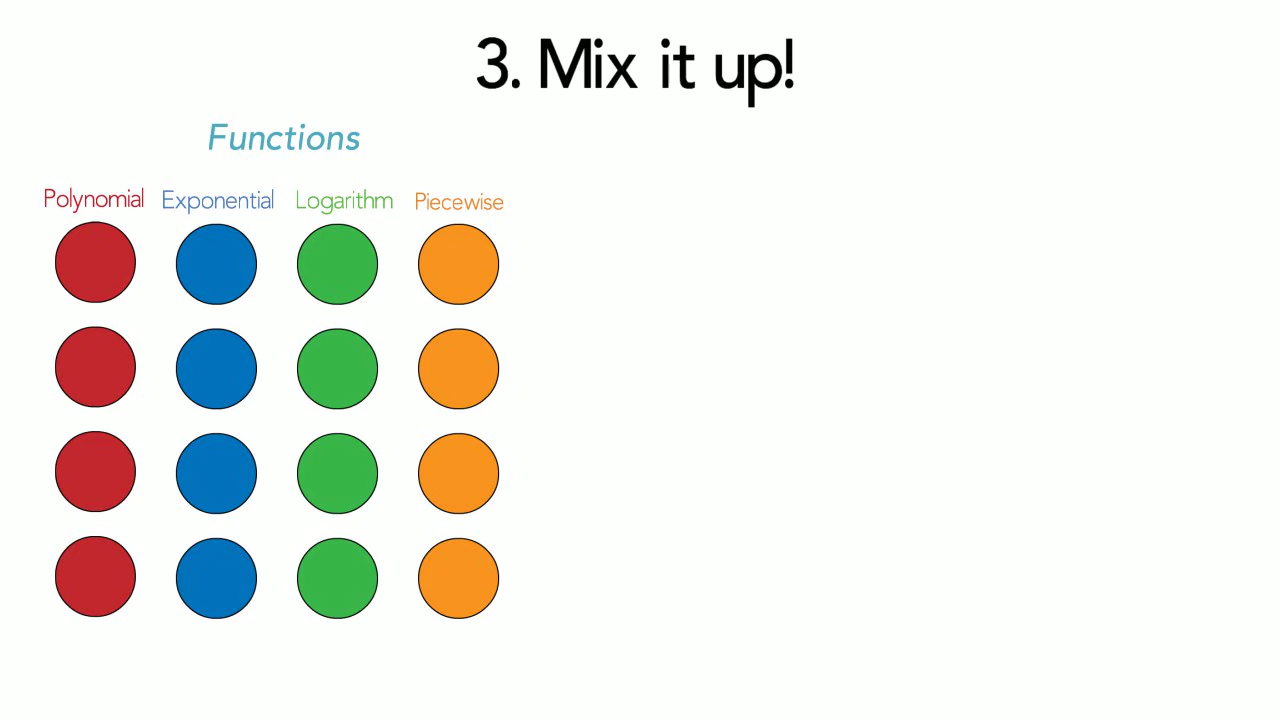 3. Mix it up!
Functions
Polynomial Exponential Logarithm Piecewise